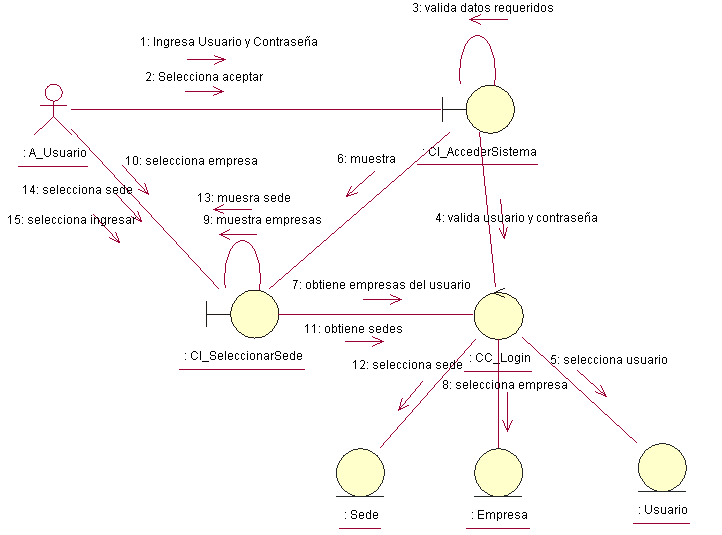 3: valida datos requeridos
1: Ingresa Usuario y Contraseña
2: Selecciona aceptar
: A_Usuario
: CI_AccederSistema
10: selecciona empresa
6: muestra
14: selecciona sede
13: muesra sede
15: selecciona ingresar
9: muestra empresas
4: valida usuario y contraseña
7: obtiene empresas del usuario
11: obtiene sedes
: CI_SeleccionarSede
: CC_Login
5: selecciona usuario
12: selecciona sede
8: selecciona empresa
: Sede
: Empresa
: Usuario